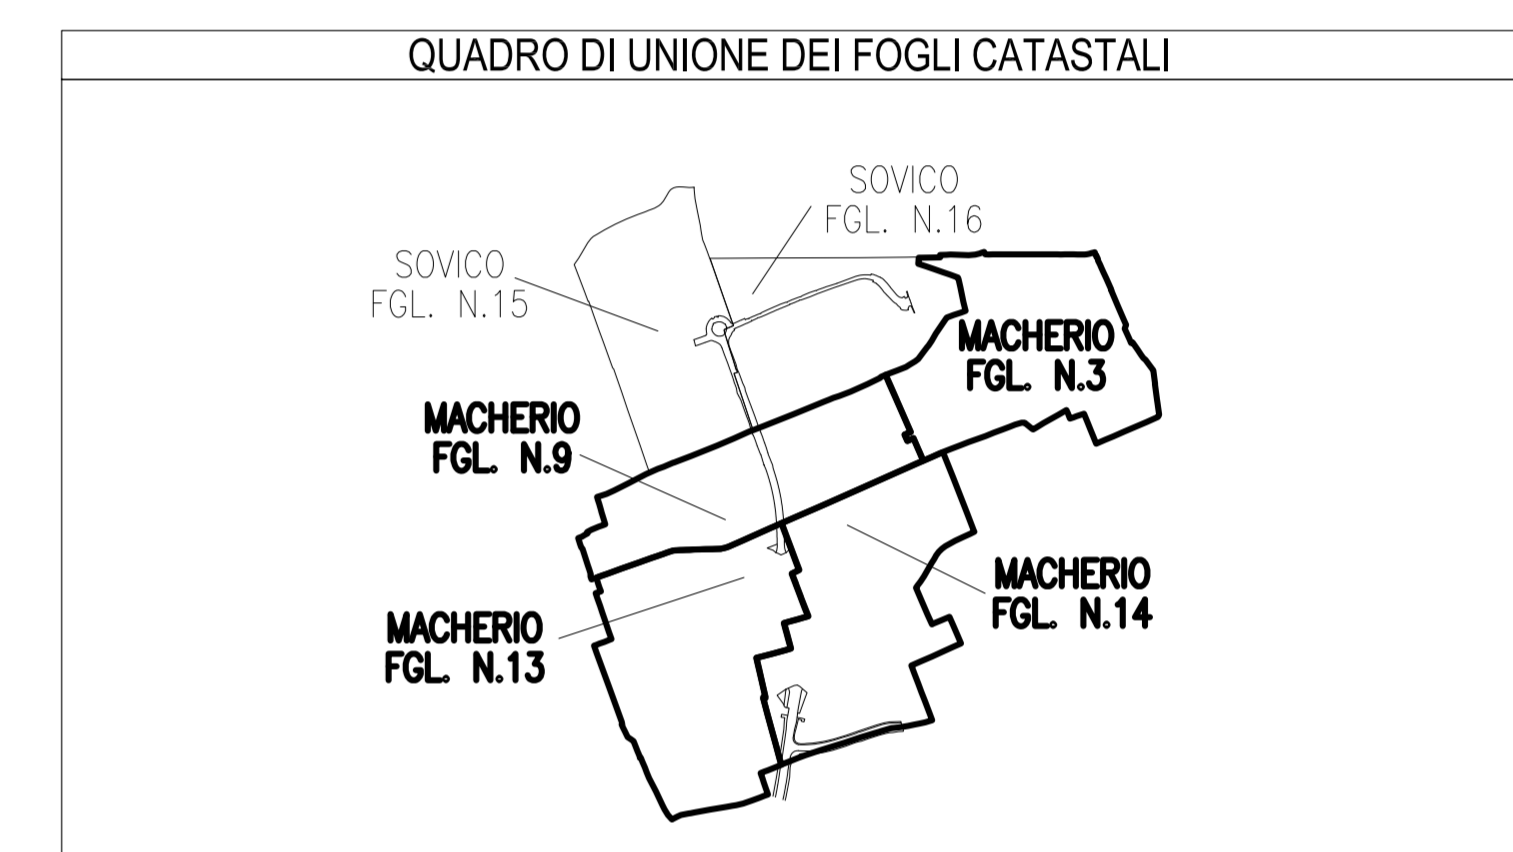 QUADRO DI UNIONE DEI FOGLI CATASTALI
SOVICO
FGL. N.16
SOVICO
FGL. N.15
MACHERIO
FGL. N.3
MACHERIO
FGL. N.9
MACHERIO
FGL. N.14
MACHERIO
FGL. N.13